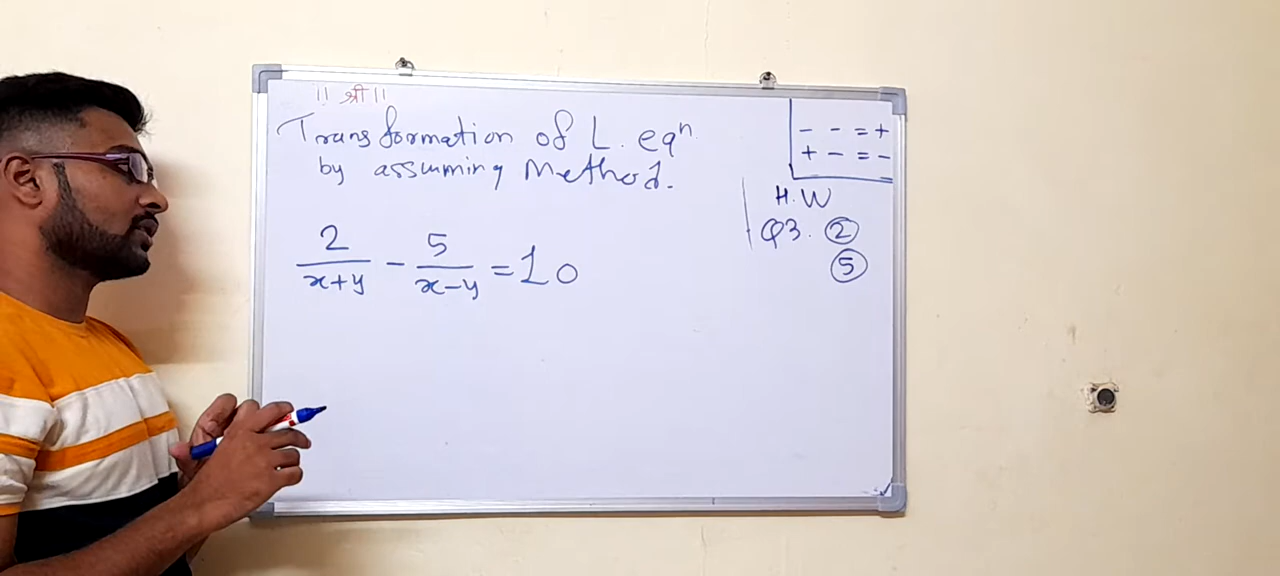 || श्री ||
Transformation of L. eqⁿ.
by assuming Method.
2/(x+y) - 5/(x-y) = 10
- - = +
+ - = -
H.W
Q3. ②
⑤